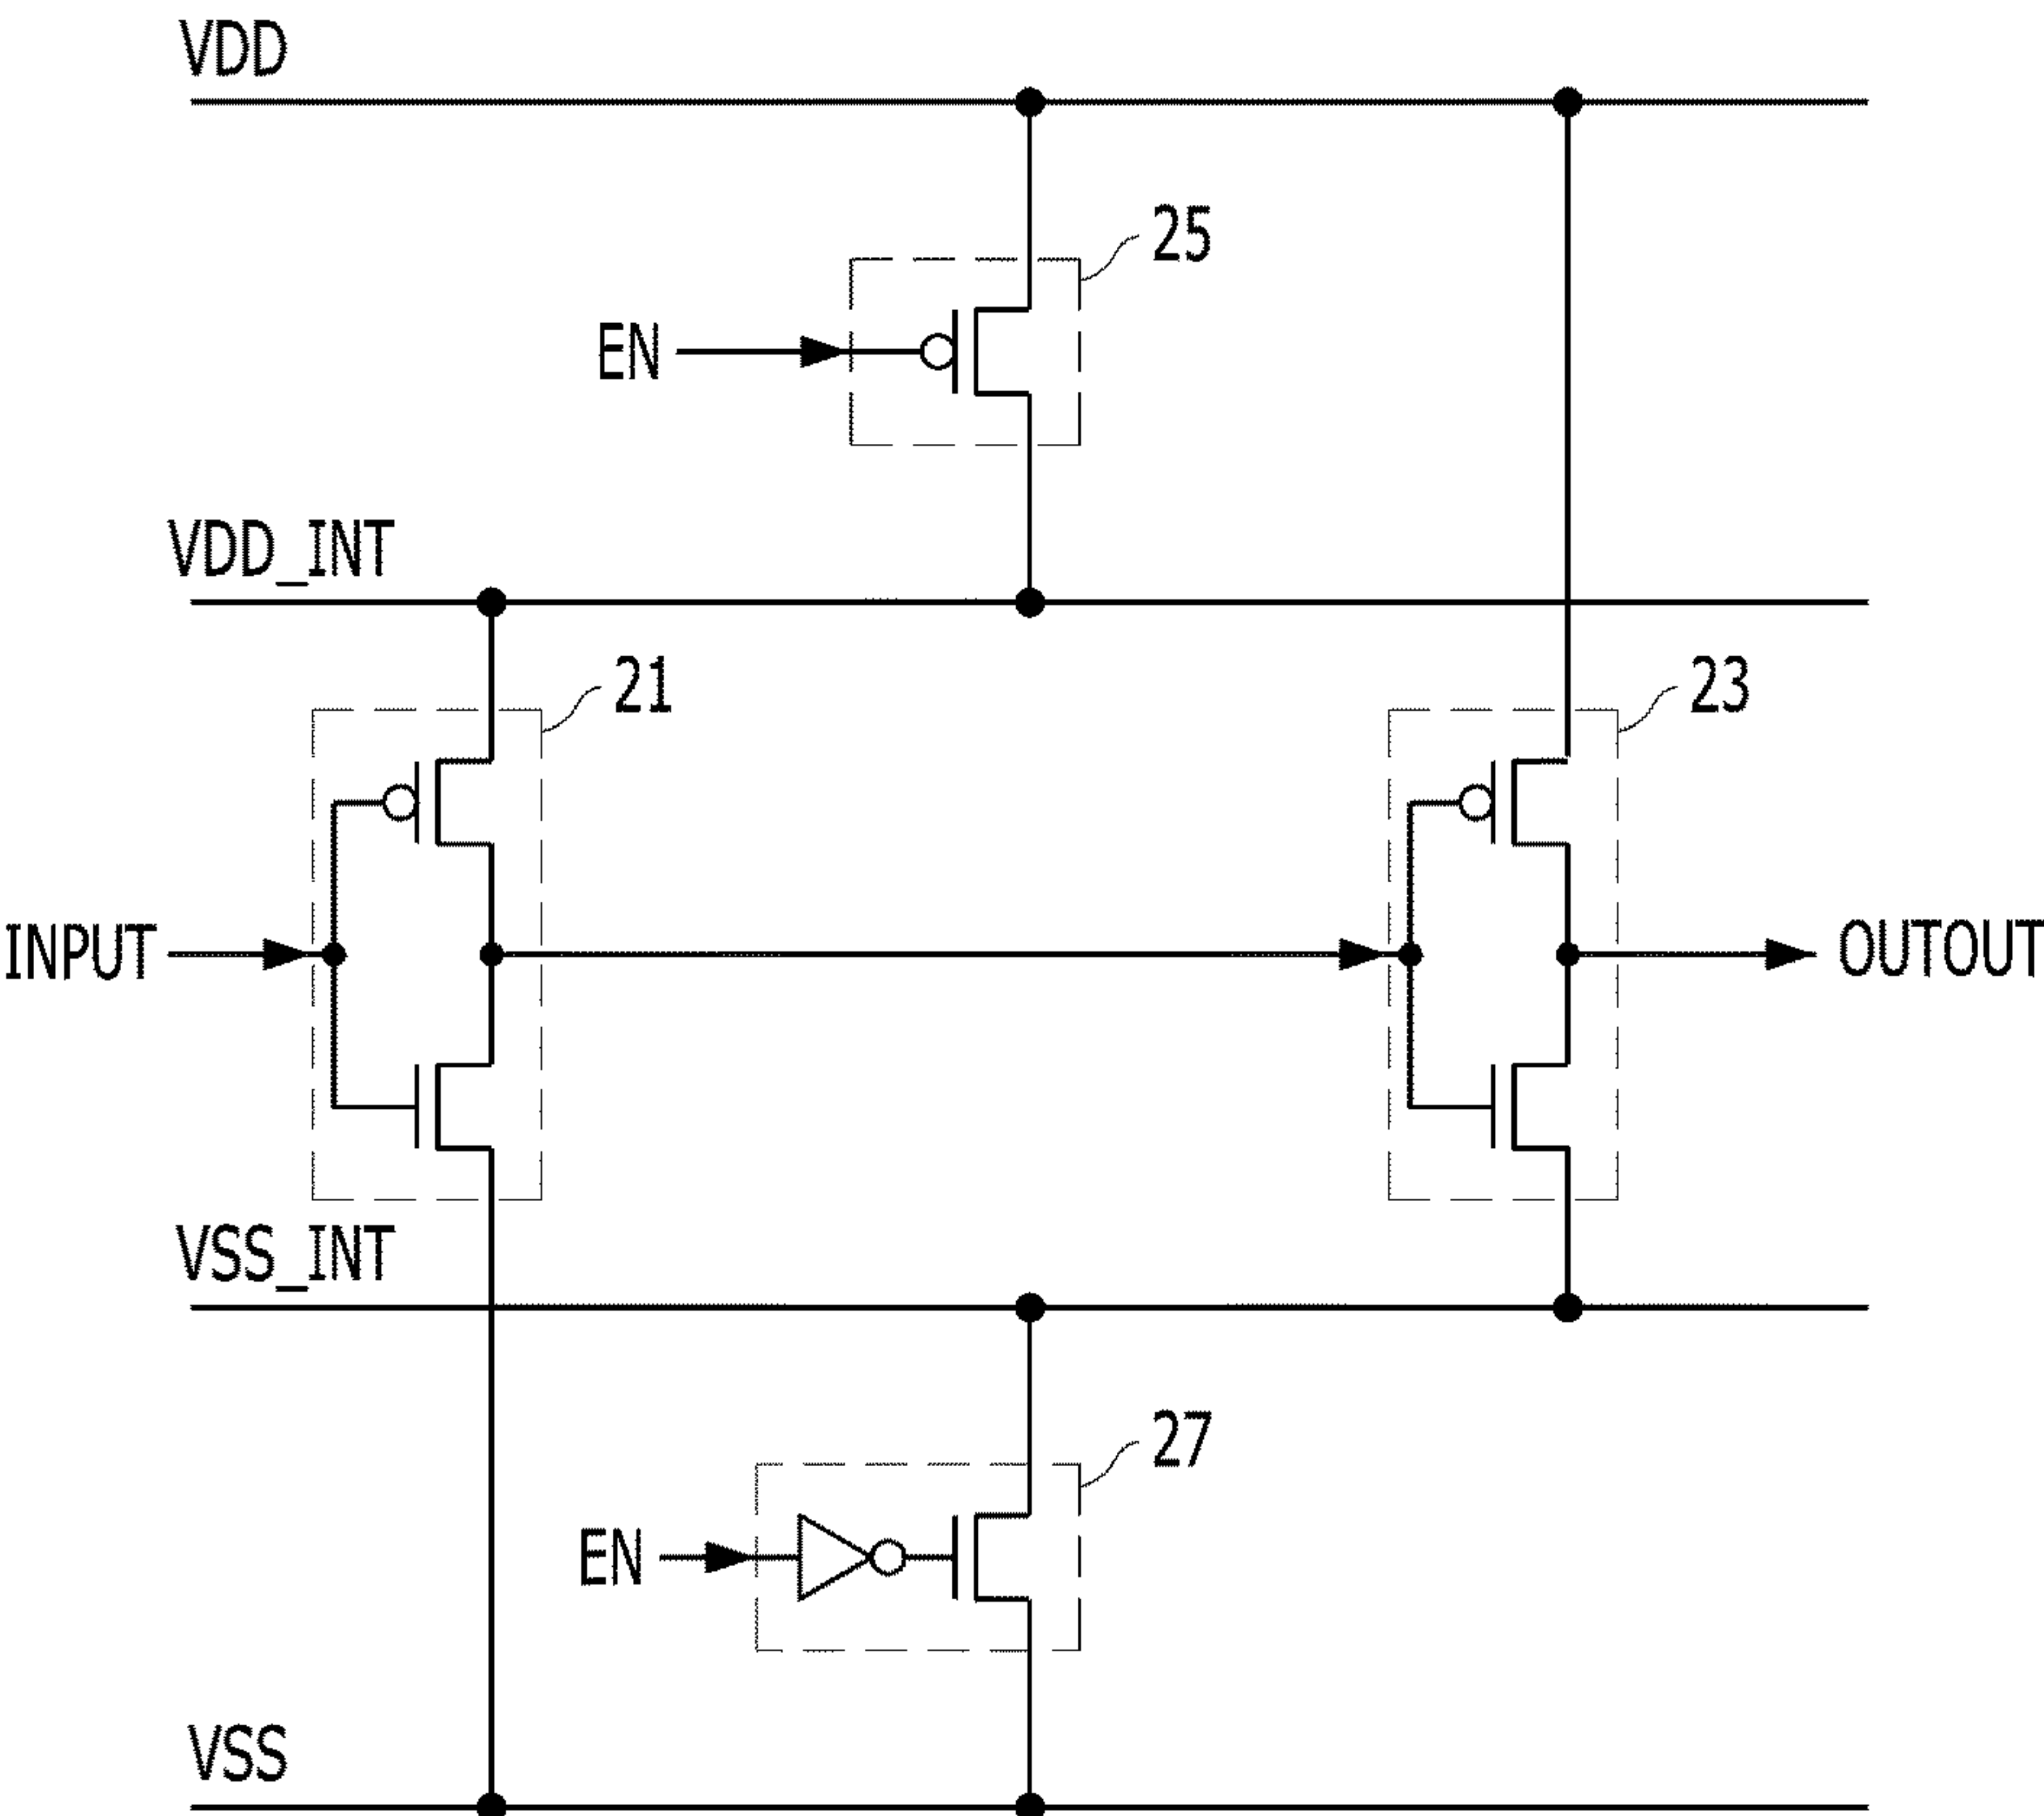 VDD
25
EN
VDD_INT
21
23
INPUT
OUTOUT
VSS_INT
27
EN
VSS